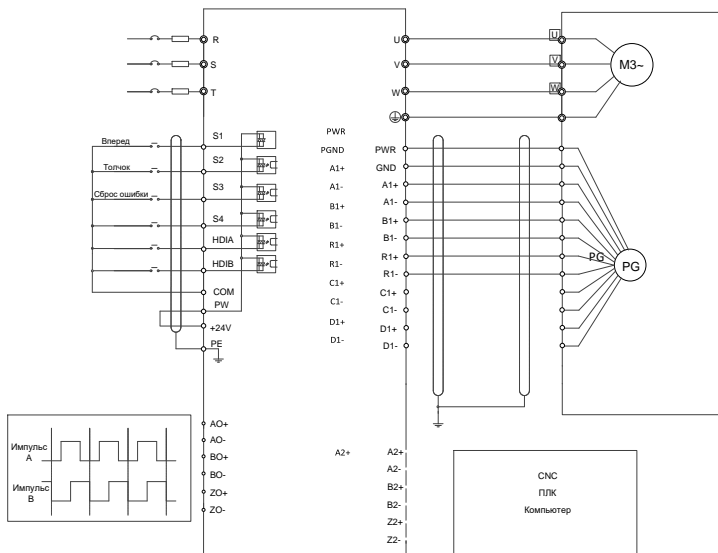 R
S
T
U
V
W
U
V
W
M3~
Вперед
Толчок
Сброс ошибки
S1
S2
S3
S4
HDIA
HDIB
COM
PW
+24V
PE
PWR
PGND
A1+
A1-
B1+
B1-
R1+
R1-
C1+
C1-
D1+
D1-
PWR
GND
A1+
A1-
B1+
B1-
R1+
R1-
C1+
C1-
D1+
D1-
PG
PG
AO+
AO-
BO+
BO-
ZO+
ZO-
Импульс
A
Импульс
B
A2+
A2+
A2-
B2+
B2-
Z2+
Z2-
CNC
ПЛК
Компьютер